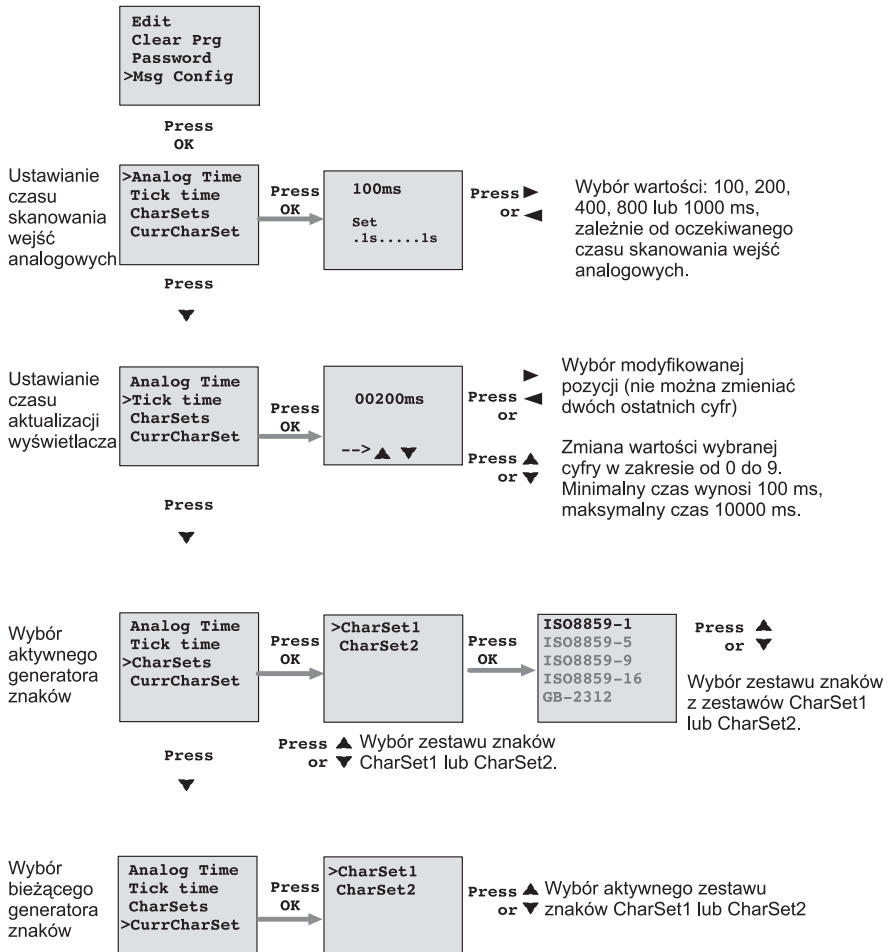 Edit
Clear Prg
Password
>Msg Config
Press
OK
Ustawianie
czasu
skanowania
wejść
analogowych
>Analog Time
Tick time
CharSets
CurrCharSet
Press
OK
100ms
Set
.1s.....1s
Press ►
or ◄
Wybór wartości: 100, 200,
400, 800 lub 1000 ms,
zależnie od oczekiwanego
czasu skanowania wejść
analogowych.
Press
▼
Ustawianie
czasu
aktualizacji
wyświetlacza
Analog Time
>Tick time
CharSets
CurrCharSet
Press
OK
00200ms
--> ▲ ▼
►
Press ◄
or
Wybór modyfikowanej
pozycji (nie można zmieniać
dwóch ostatnich cyfr)
Press ▲
or ▼
Zmiana wartości wybranej
cyfry w zakresie od 0 do 9.
Minimalny czas wynosi 100 ms,
maksymalny czas 10000 ms.
Press
▼
Wybór
aktywnego
generatora
znaków
Analog Time
Tick time
>CharSets
CurrCharSet
Press
OK
>CharSet1
CharSet2
Press
OK
ISO8859-1
ISO8859-5
ISO8859-9
ISO8859-16
GB-2312
Press ▲
or ▼
Wybór zestawu znaków
z zestawów CharSet1
lub CharSet2.
Press ▲ Wybór zestawu znaków
or ▼ CharSet1 lub CharSet2.
Press
▼
Wybór
bieżącego
generatora
znaków
Analog Time
Tick time
CharSets
>CurrCharSet
Press
OK
>CharSet1
CharSet2
Press ▲ Wybór aktywnego zestawu
or ▼ znaków CharSet1 lub CharSet2